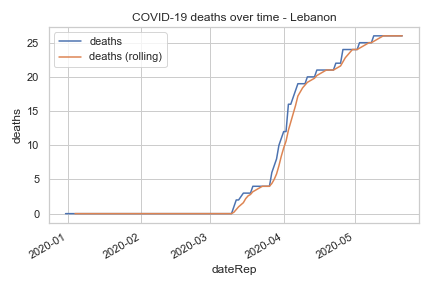 COVID-19 deaths over time - Lebanon
deaths
deaths (rolling)
deaths
25
20
15
10
5
0
2020-01
2020-02
2020-03
2020-04
2020-05
dateRep